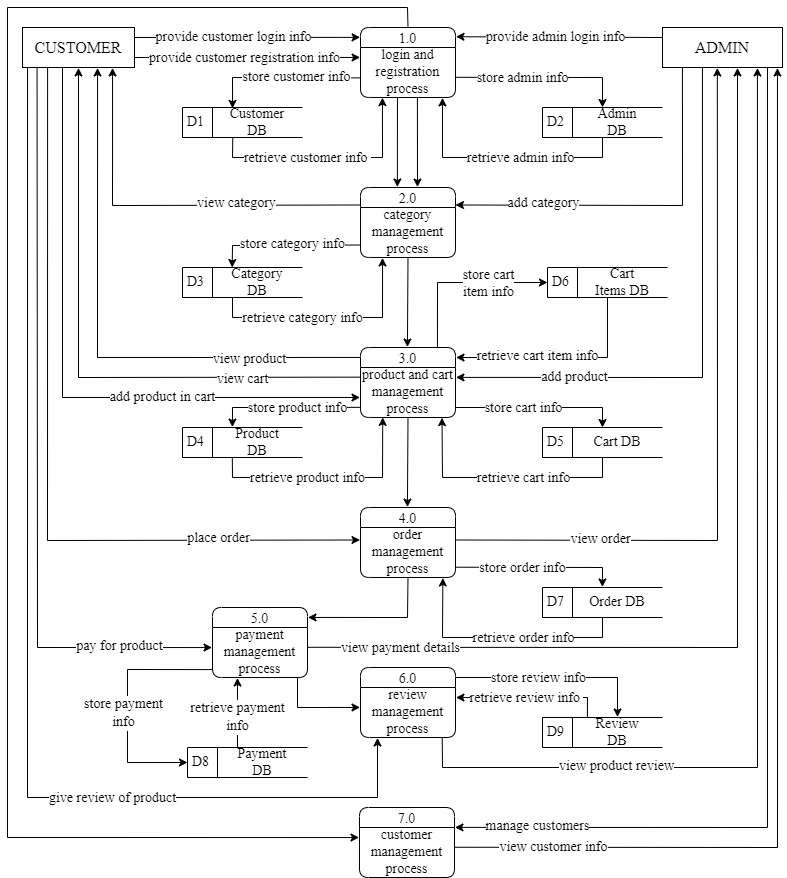 CUSTOMER
provide customer login info
1.0
provide admin login info
ADMIN
provide customer registration info
login and
registration
process
store customer info
store admin info
D1
Customer
DB
D2
Admin
DB
retrieve customer info
retrieve admin info
view category
2.0
add category
category
management
process
store category info
D3
Category
DB
store cart
item info
D6
Cart
Items DB
retrieve category info
view product
3.0
retrieve cart item info
view cart
product and cart
management
process
add product
add product in cart
store product info
store cart info
D4
Product
DB
D5
Cart DB
retrieve product info
retrieve cart info
4.0
place order
order
management
process
view order
store order info
D7
Order DB
5.0
retrieve order info
pay for product
payment
management
process
view payment details
6.0
store review info
review
management
process
retrieve review info
store payment
info
retrieve payment
info
D9
Review
DB
D8
Payment
DB
view product review
give review of product
7.0
customer
management
process
manage customers
view customer info